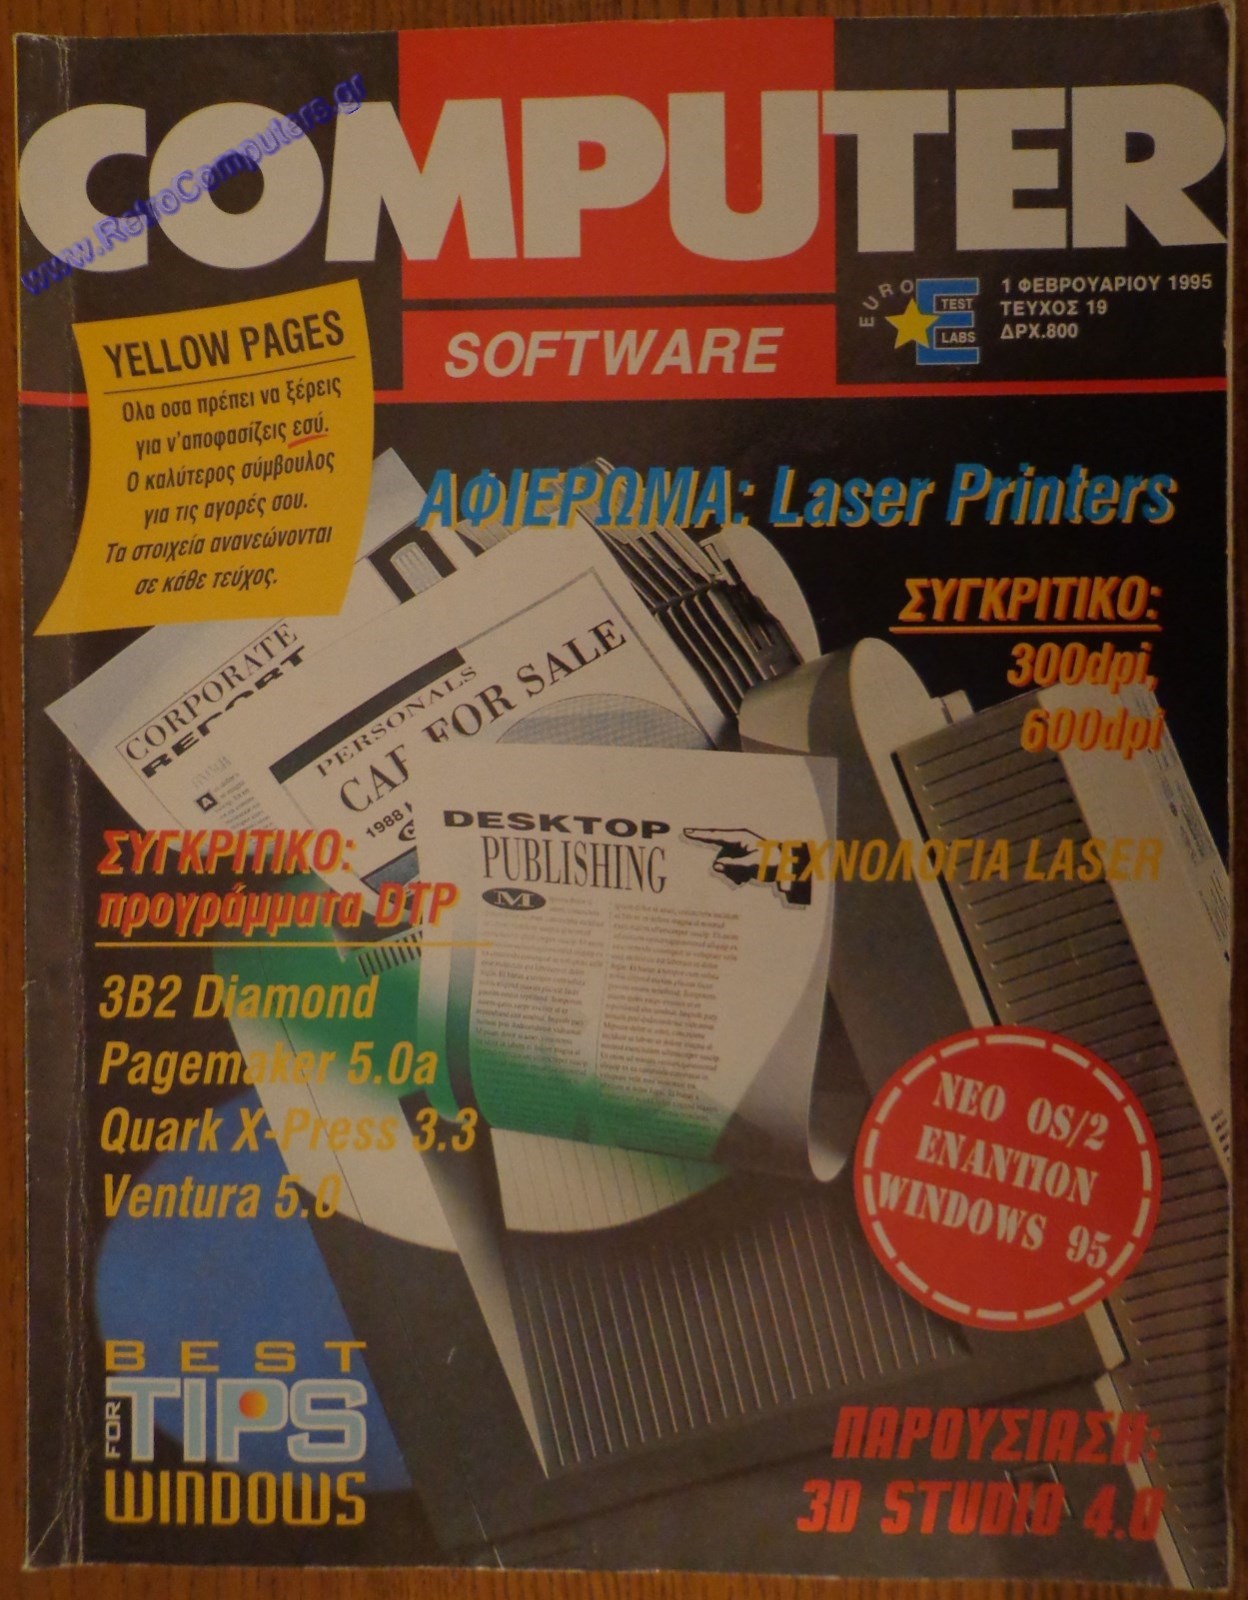 www.RetroComputers.gr
COMPUTER
SOFTWARE
EURO
TEST
LABS
1 ΦΕΒΡΟΥΑΡΙΟΥ 1995
ΤΕΥΧΟΣ 19
ΔΡΧ.800
YELLOW PAGES
Ολα οσα πρέπει να ξέρεις
για ν'αποφασίζεις εσύ.
Ο καλύτερος σύμβουλος
για τις αγορές σου.
Τα στοιχεία ανανεώνονται
σε κάθε τεύχος.
ΑΦΙΕΡΩΜΑ: Laser Printers
ΣΥΓΚΡΙΤΙΚΟ:
300dpi,
600dpi
CORPORATE
REPORT
PERSONALS
CAR FOR SALE
1988
DESKTOP
PUBLISHING
M
ΤΕΧΝΟΛΟΓΙΑ LASER
ΣΥΓΚΡΙΤΙΚΟ:
προγράμματα DTP
3B2 Diamond
Pagemaker 5.0a
Quark X-Press 3.3
Ventura 5.0
ΝΕΟ OS/2
ΕΝΑΝΤΙΟΝ
WINDOWS 95
BEST
TIPS
FOR
WINDOWS
ΠΑΡΟΥΣΙΑΣΗ:
3D STUDIO 4.0